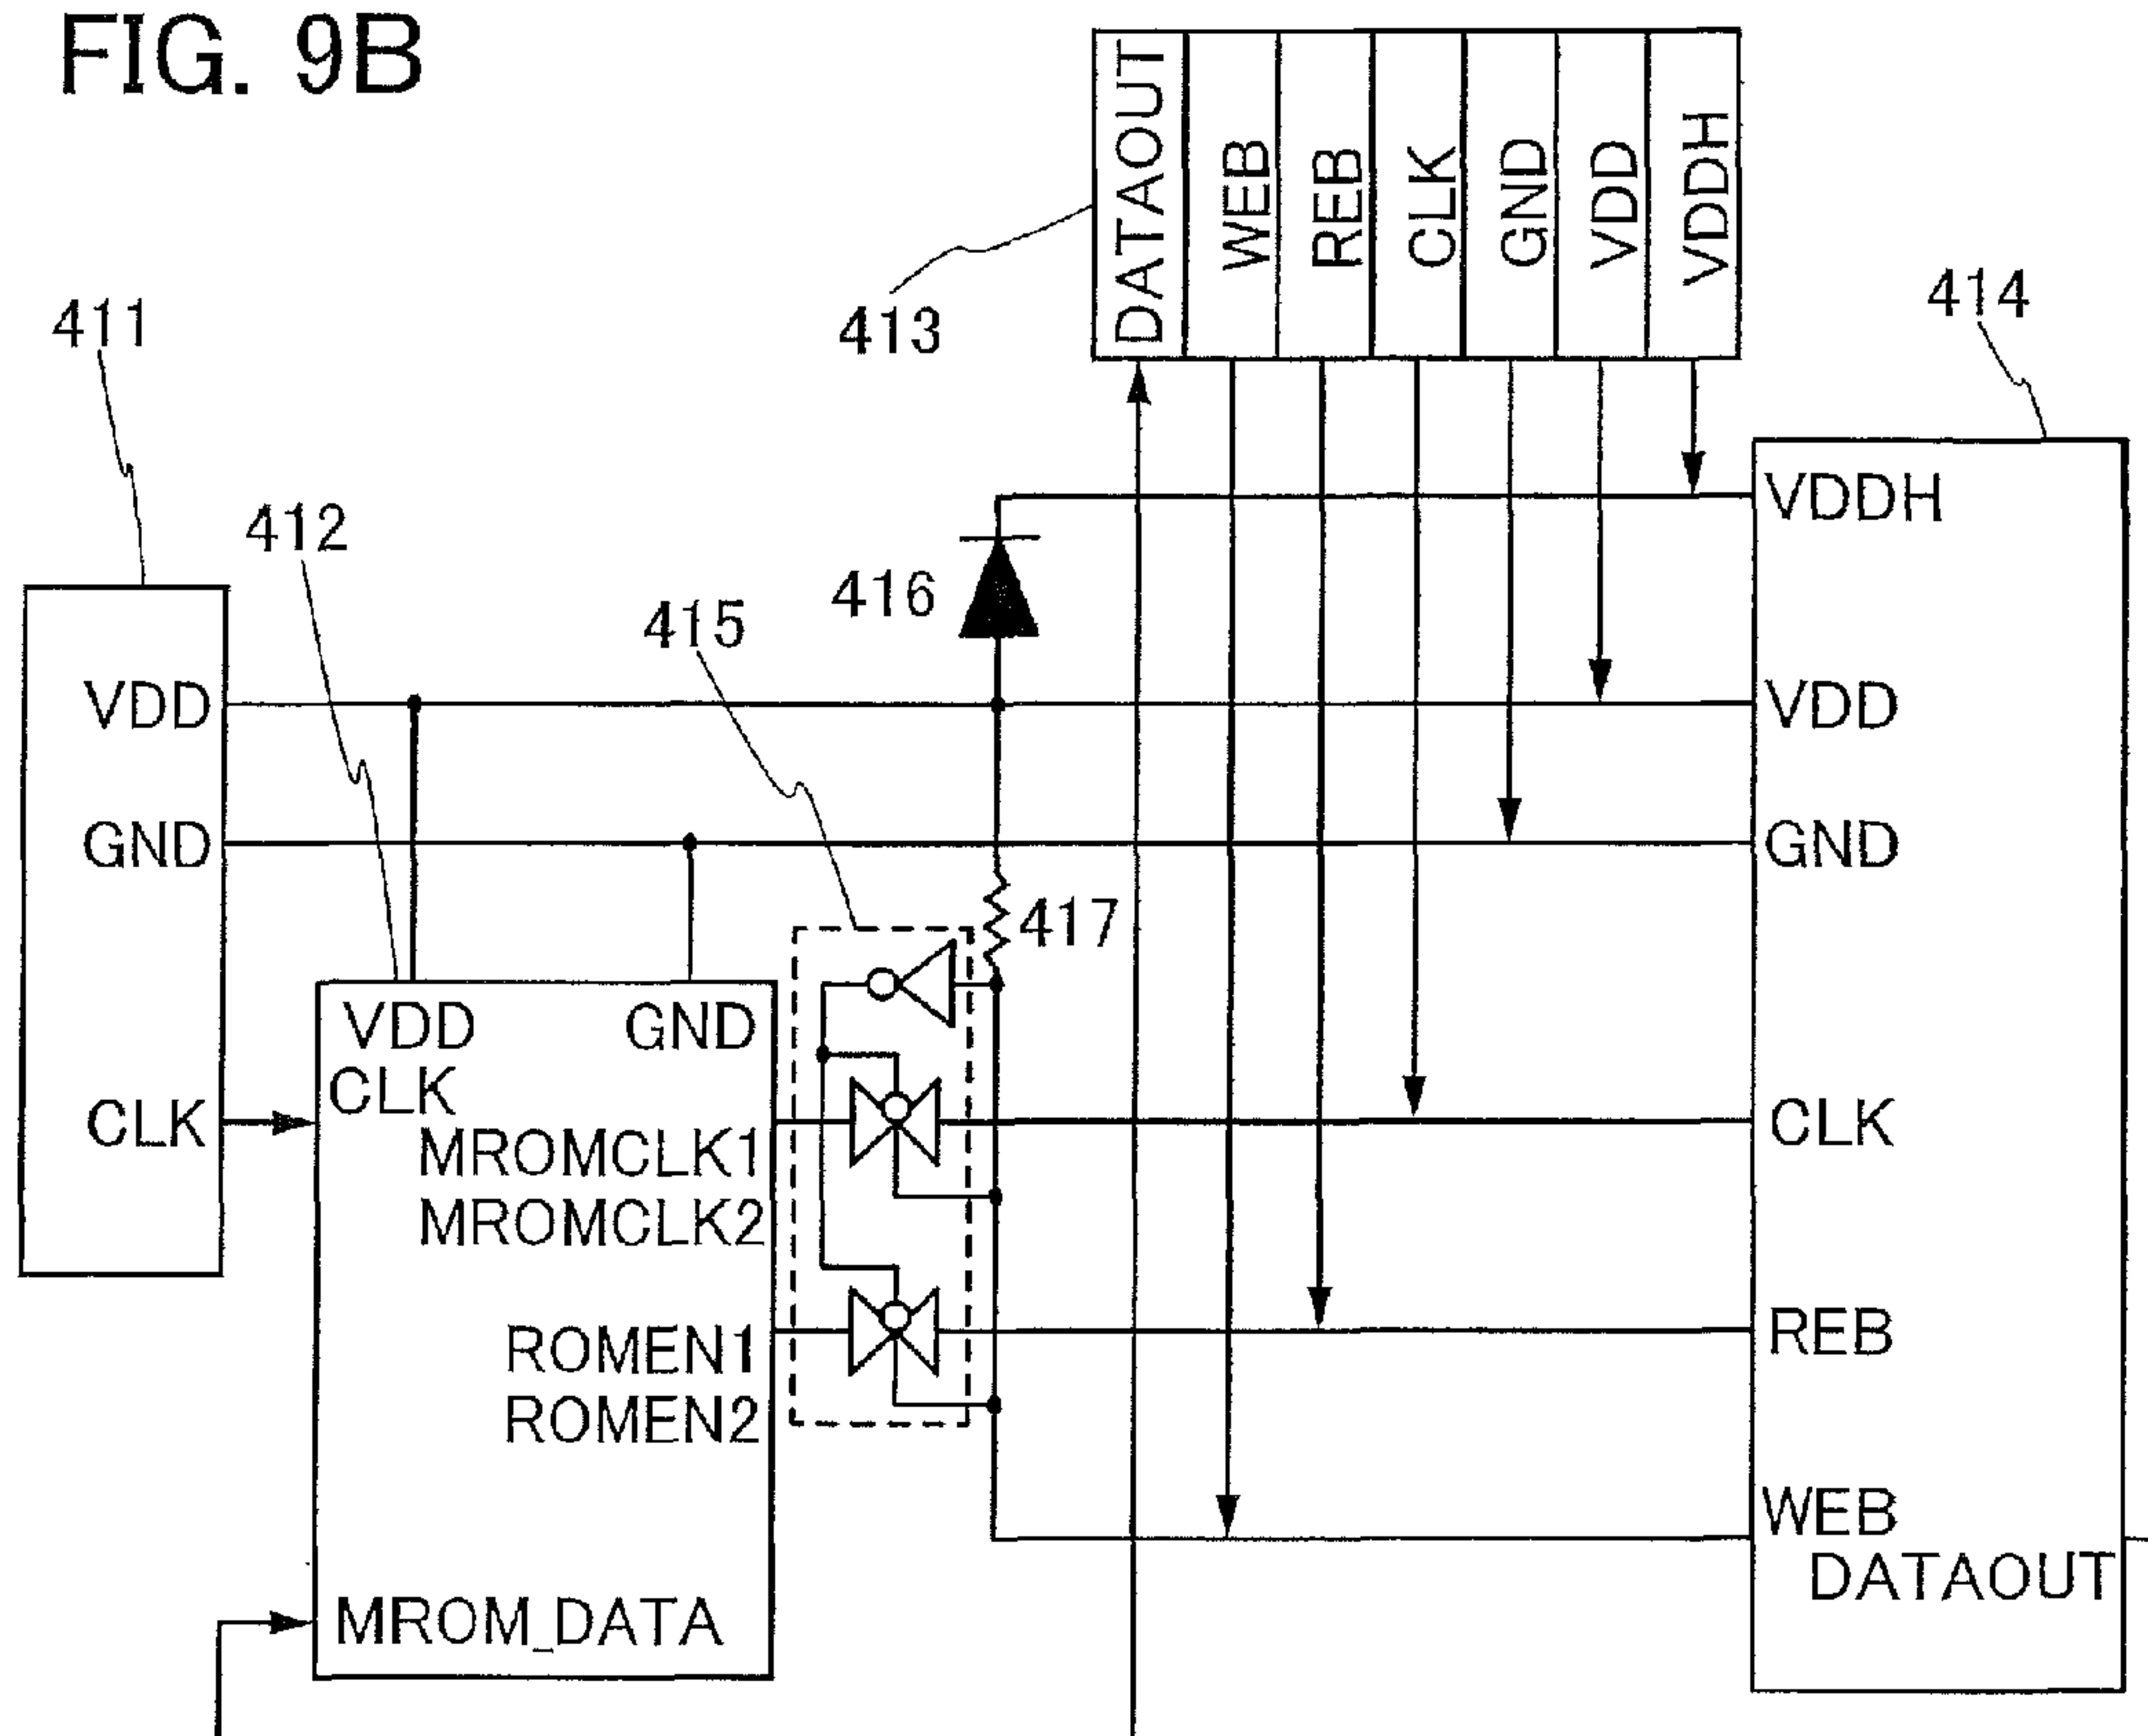 FIG. 9B
DATAOUT
WEB
REB
CLK
GND
VDD
VDDH
413
411
412
415
416
417
414
VDD
GND
CLK
VDD
GND
CLK
MROMCLK1
MROMCLK2
ROMEN1
ROMEN2
MROM_DATA
VDDH
VDD
GND
CLK
REB
WEB
DATAOUT